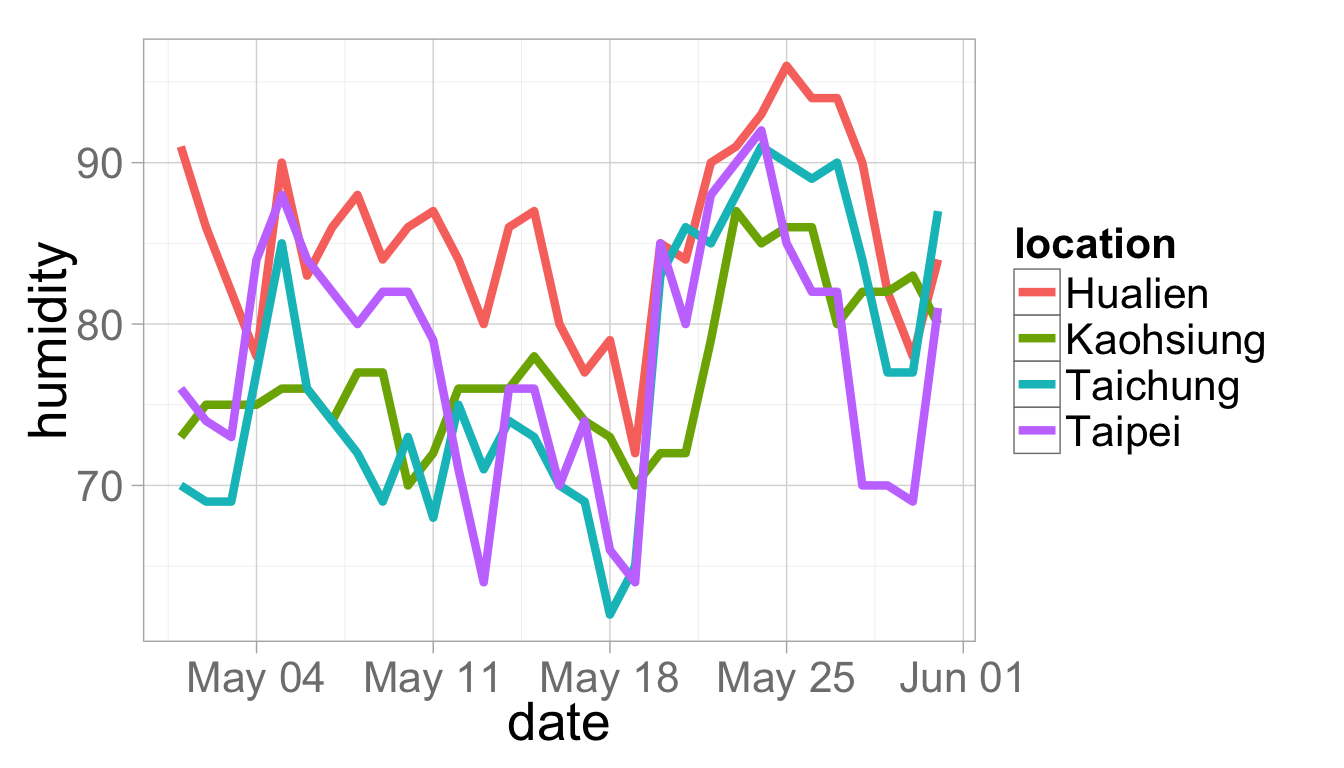 90
80
70
humidity
May 04
May 11
May 18
May 25
Jun 01
date
location
Hualien
Kaohsiung
Taichung
Taipei